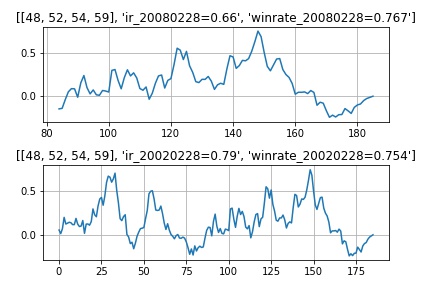 [[48, 52, 54, 59], 'ir_20080228=0.66', 'winrate_20080228=0.767']
0.5
0.0
80 100 120 140 160 180
[[48, 52, 54, 59], 'ir_20020228=0.79', 'winrate_20020228=0.754']
0.5
0.0
0 25 50 75 100 125 150 175